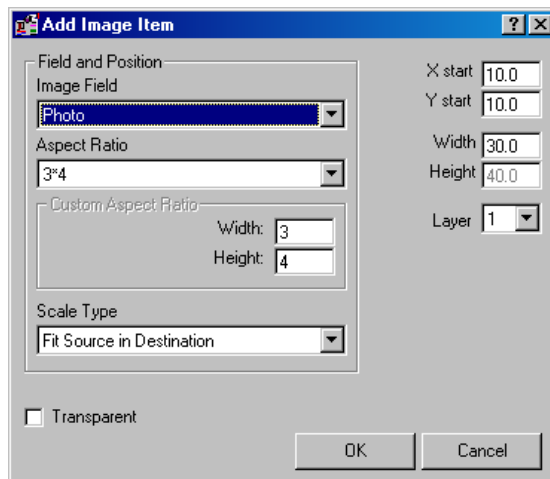 Add Image Item
Field and Position
Image Field
Photo
Aspect Ratio
3*4
Custom Aspect Ratio
Width: 3
Height: 4
Scale Type
Fit Source in Destination
X start 10.0
Y start 10.0
Width 30.0
Height 40.0
Layer 1
Transparent
OK Cancel